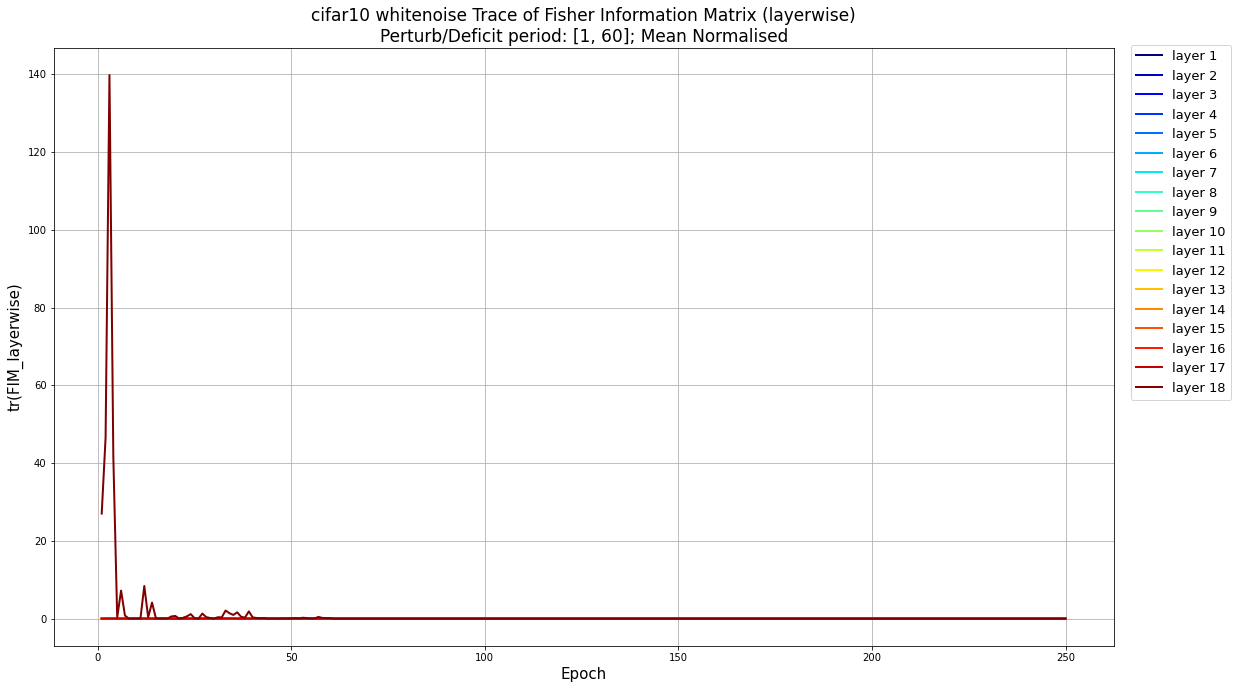 cifar10 whitenoise Trace of Fisher Information Matrix (layerwise)
Perturb/Deficit period: [1, 60]; Mean Normalised
tr(FIM_layerwise)
140
120
100
80
60
40
20
0
0
50
100
150
200
250
Epoch
layer 1
layer 2
layer 3
layer 4
layer 5
layer 6
layer 7
layer 8
layer 9
layer 10
layer 11
layer 12
layer 13
layer 14
layer 15
layer 16
layer 17
layer 18